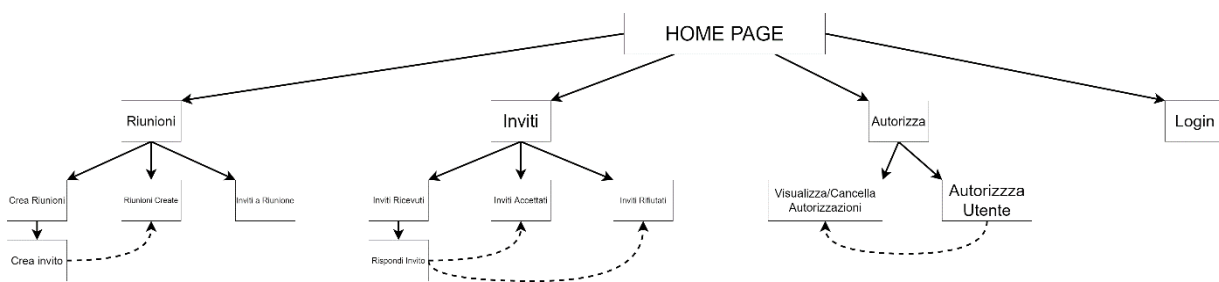 HOME PAGE
Riunioni
Inviti
Autorizza
Login
Crea Riunioni
Riunioni Create
Inviti a Riunione
Inviti Ricevuti
Inviti Accettati
Inviti Rifiutati
Visualizza/Cancella
Autorizzazioni
Autorizzza
Utente
Crea invito
Rispondi Invito